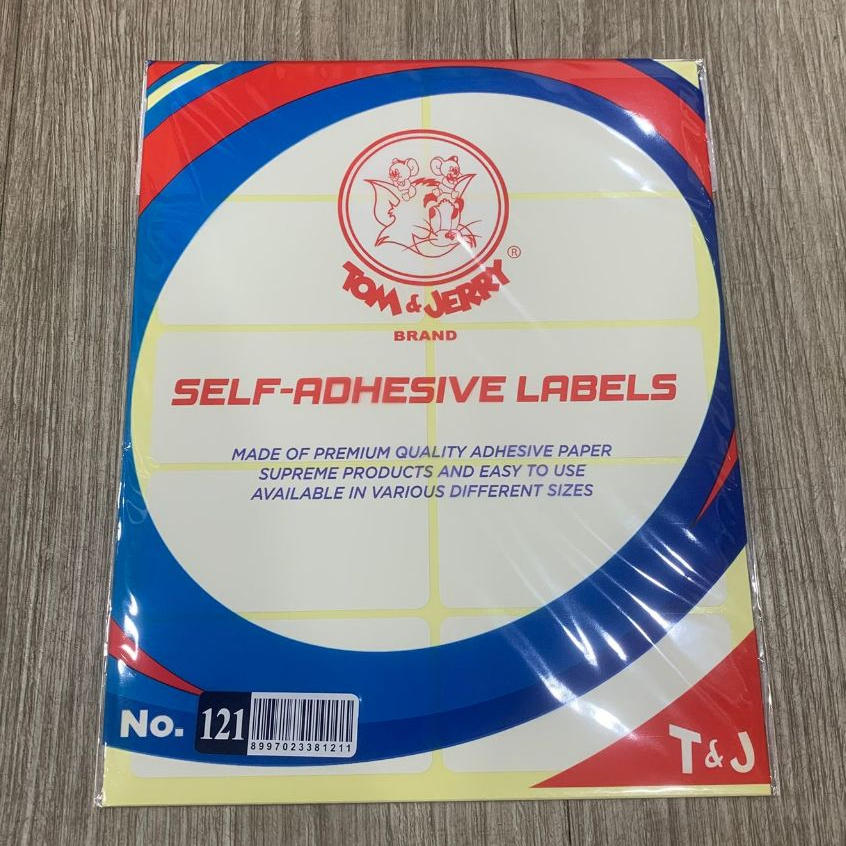 TOM & JERRY ®
BRAND
SELF-ADHESIVE LABELS
MADE OF PREMIUM QUALITY ADHESIVE PAPER
SUPREME PRODUCTS AND EASY TO USE
AVAILABLE IN VARIOUS DIFFERENT SIZES
No. 121
8997023381211
T & J